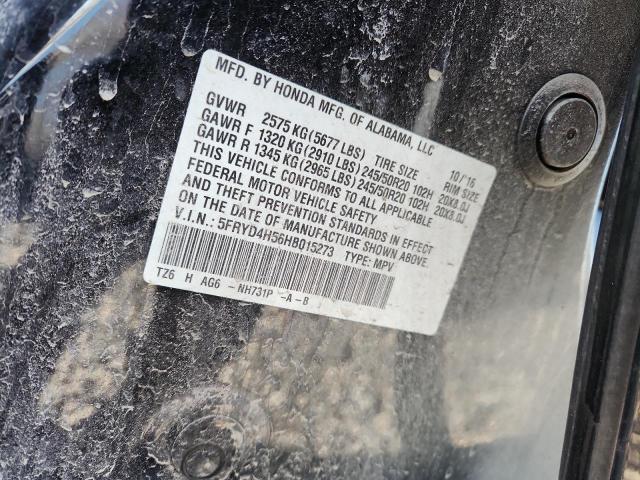 MFD. BY HONDA MFG. OF ALABAMA, LLC 10/'16
GVWR 2575 KG(5677 LBS) TIRE SIZE RIM SIZE
GAWR F 1320 KG(2910 LBS) 245/50R20 102H 20X8.0J
GAWR R 1345 KG(2965 LBS) 245/50R20 102H 20X8.0J
THIS VEHICLE CONFORMS TO ALL APPLICABLE
FEDERAL MOTOR VEHICLE SAFETY
AND THEFT PREVENTION STANDARDS IN EFFECT
ON THE DATE OF MANUFACTURE SHOWN ABOVE.
V.I.N.: 5FRYD4H56HB015273 TYPE: MPV
TZ6 H AG6 -NH731P -A-B